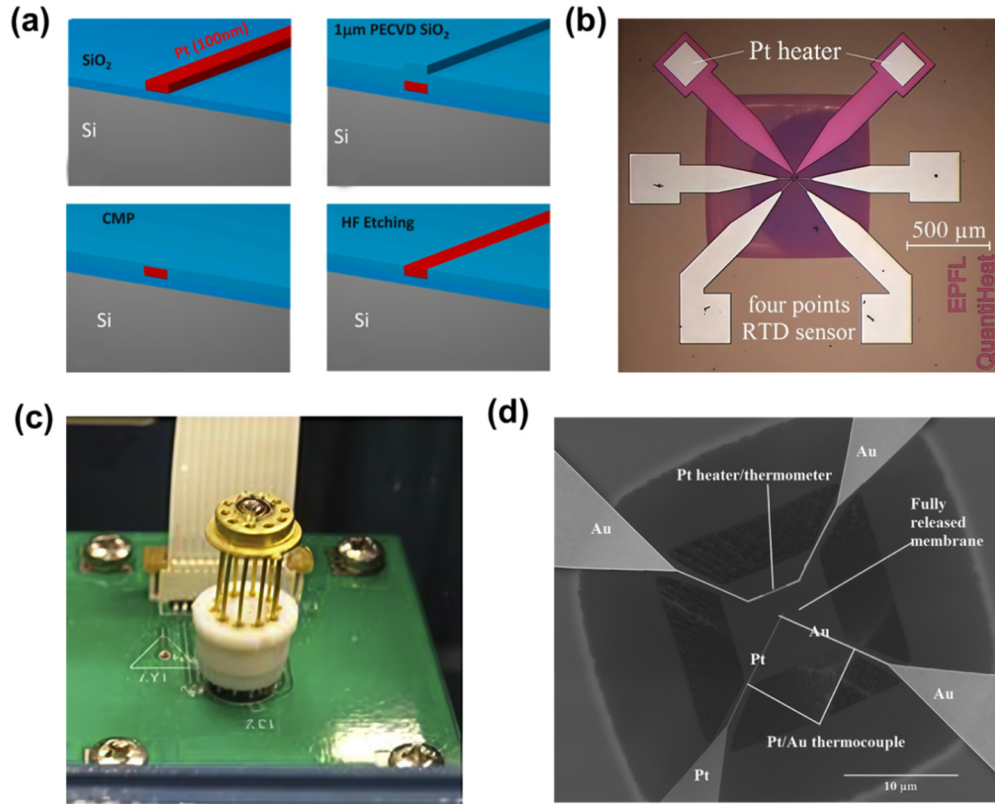 (a)
Pt (100nm)
SiO₂
Si
1μm PECVD SiO₂
CMP
Si
HF Etching
Si
(b)
Pt heater
500 μm
four points
RTD sensor
EPFL
QuantiHeat
(c)
(d)
Au
Pt heater/thermometer
Au
Fully
released
membrane
Au
Pt
Au
Pt/Au thermocouple
Pt
10 μm